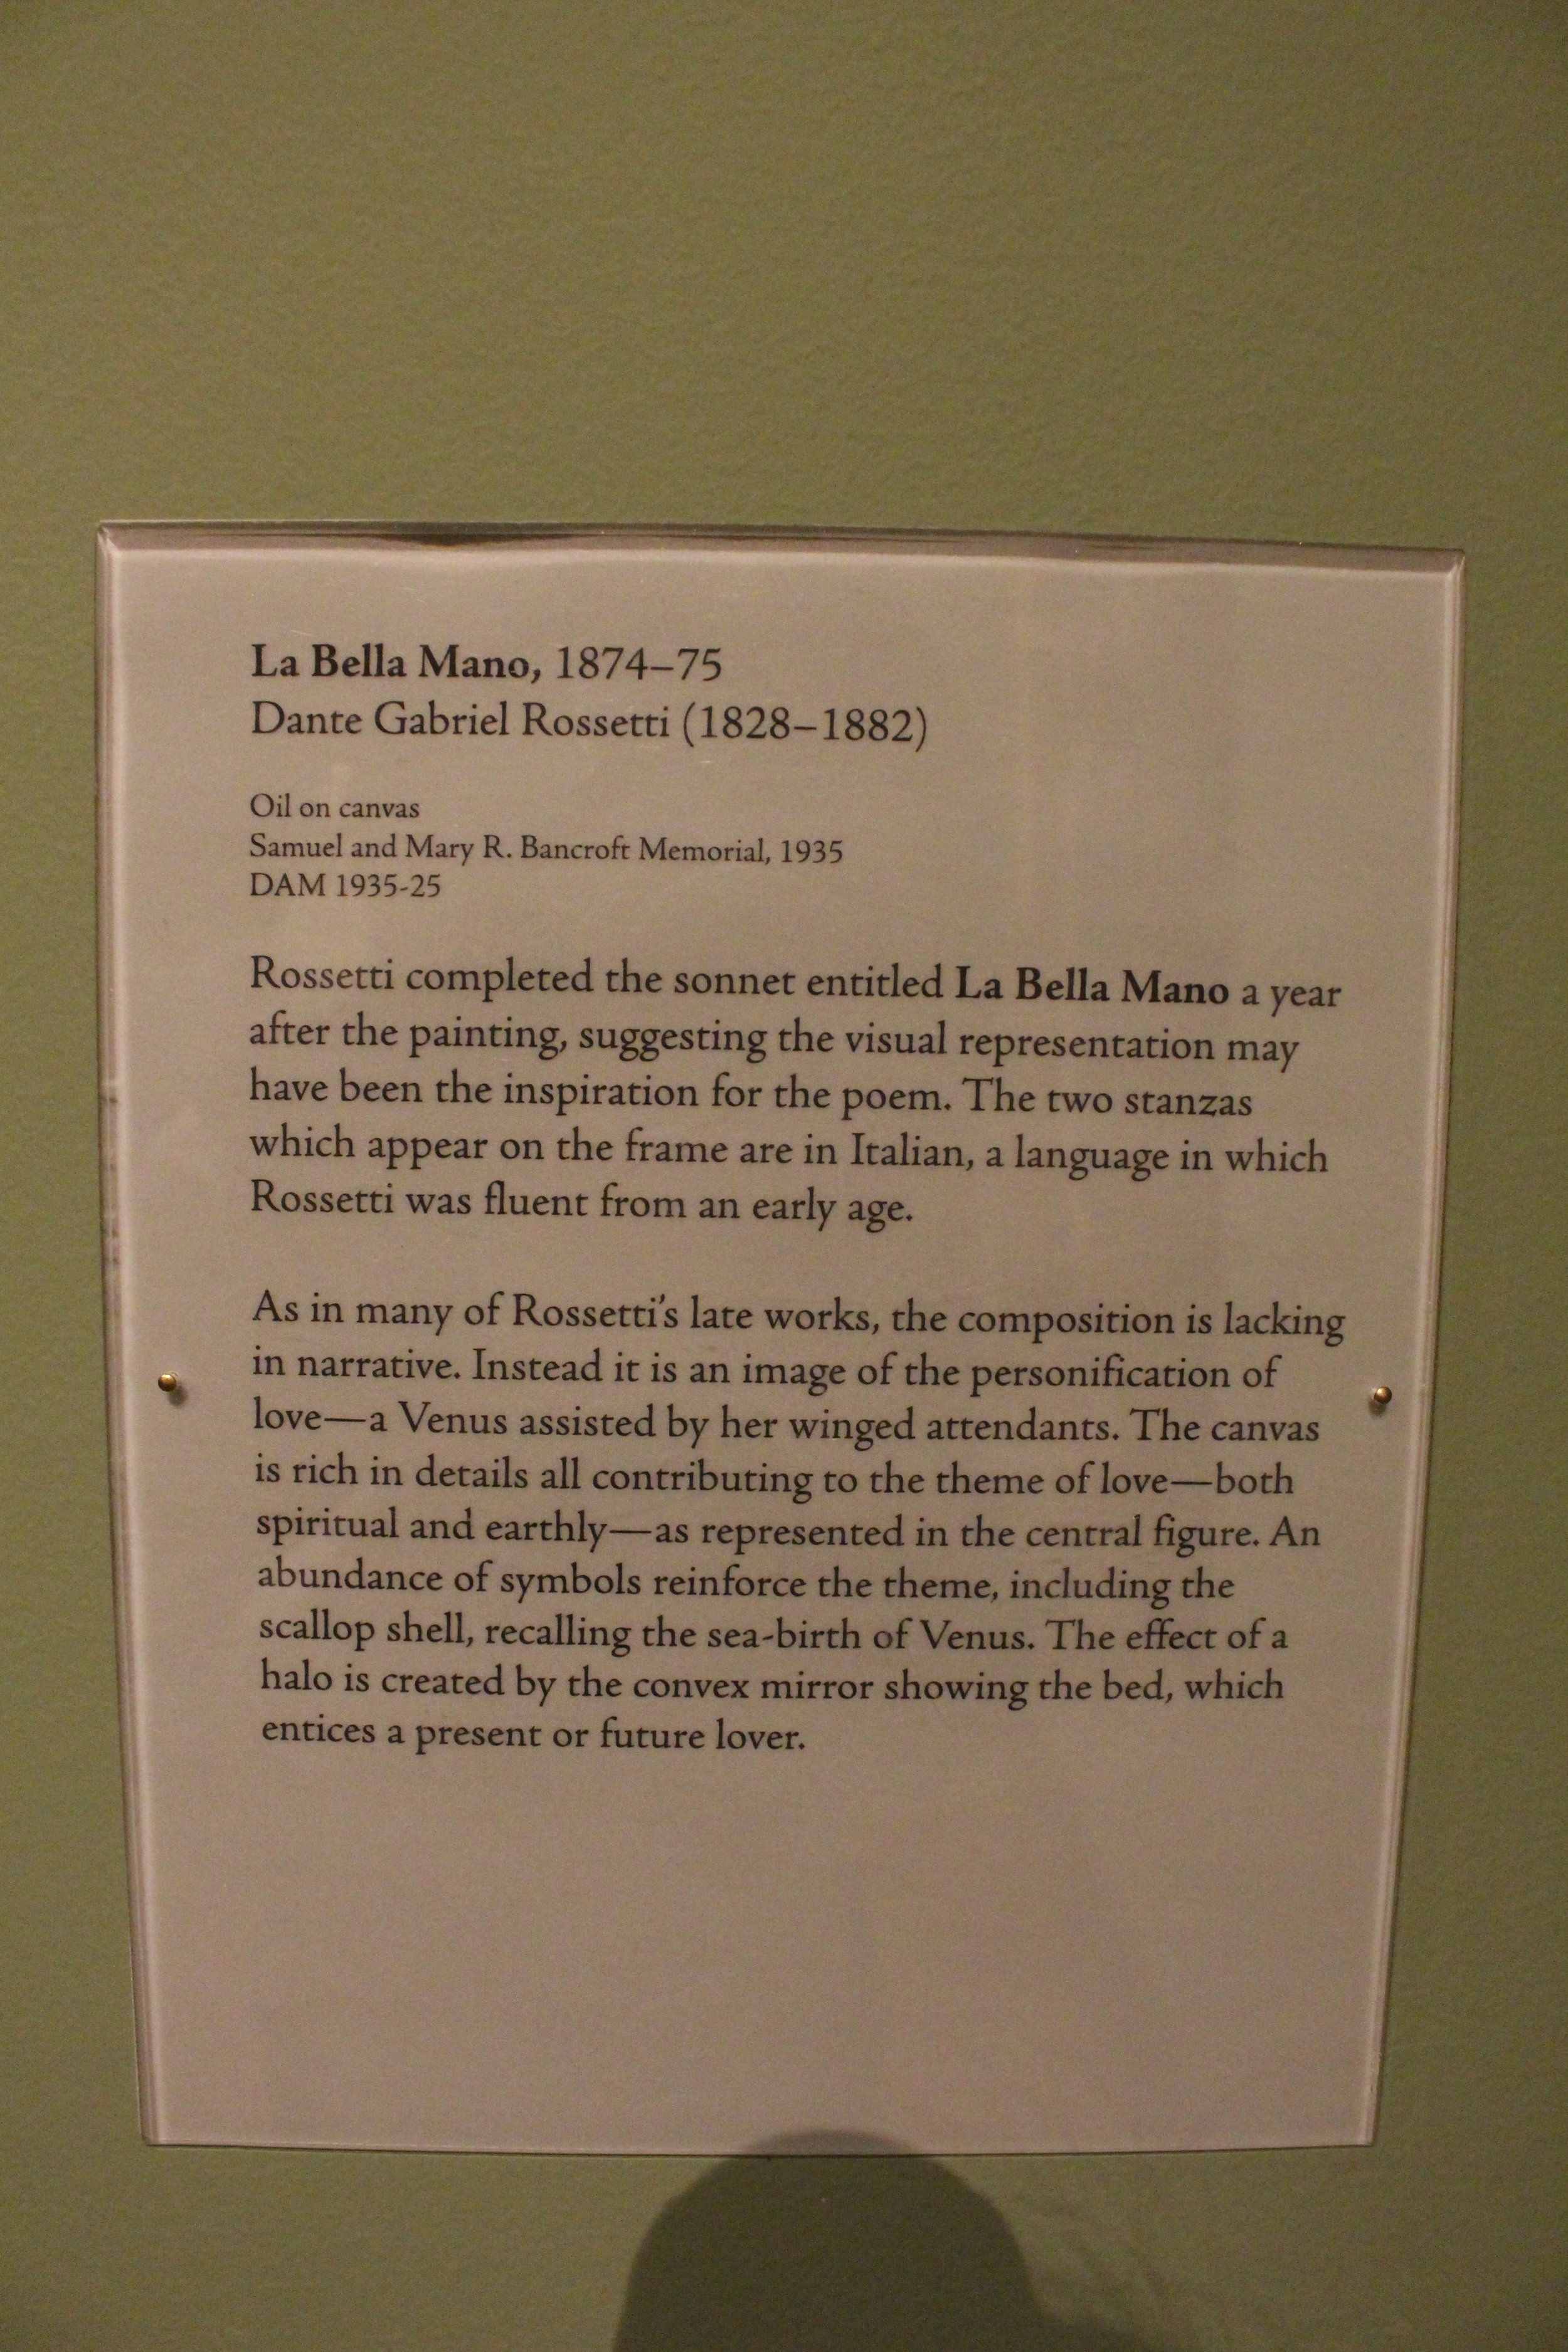 La Bella Mano, 1874–75
Dante Gabriel Rossetti (1828–1882)
Oil on canvas
Samuel and Mary R. Bancroft Memorial, 1935
DAM 1935-25
Rossetti completed the sonnet entitled La Bella Mano a year
after the painting, suggesting the visual representation may
have been the inspiration for the poem. The two stanzas
which appear on the frame are in Italian, a language in which
Rossetti was fluent from an early age.
As in many of Rossetti's late works, the composition is lacking
in narrative. Instead it is an image of the personification of
love—a Venus assisted by her winged attendants. The canvas
is rich in details all contributing to the theme of love—both
spiritual and earthly—as represented in the central figure. An
abundance of symbols reinforce the theme, including the
scallop shell, recalling the sea-birth of Venus. The effect of a
halo is created by the convex mirror showing the bed, which
entices a present or future lover.